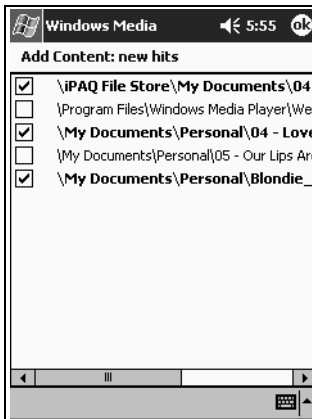 Windows Media 5:55 ok
Add Content: new hits
\iPAQ File Store\My Documents\04
\Program Files\Windows Media Player\We
\My Documents\Personal\04 - Love
\My Documents\Personal\05 - Our Lips Are
\My Documents\Personal\Blondie_